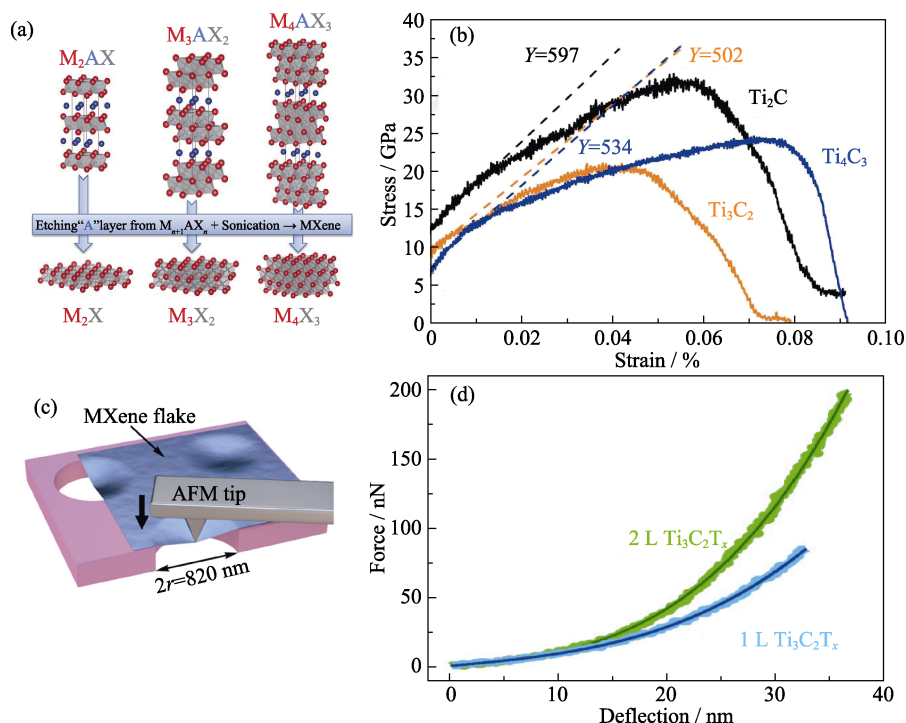 (a)
M₂AX
M₃AX₂
M₄AX₃
Etching“A”layer from Mₙ₊₁AXₙ + Sonication → MXene
M₂X
M₃X₂
M₄X₃
(b)
40
35
30
25
20
15
10
5
0
Stress / GPa
Y=597
Y=502
Y=534
Ti₂C
Ti₄C₃
Ti₃C₂
0
0.02
0.04
0.06
0.08
0.10
Strain / %
(c)
MXene flake
AFM tip
2r=820 nm
(d)
200
150
100
50
0
Force / nN
2 L Ti₃C₂Tₓ
1 L Ti₃C₂Tₓ
0
10
20
30
40
Deflection / nm